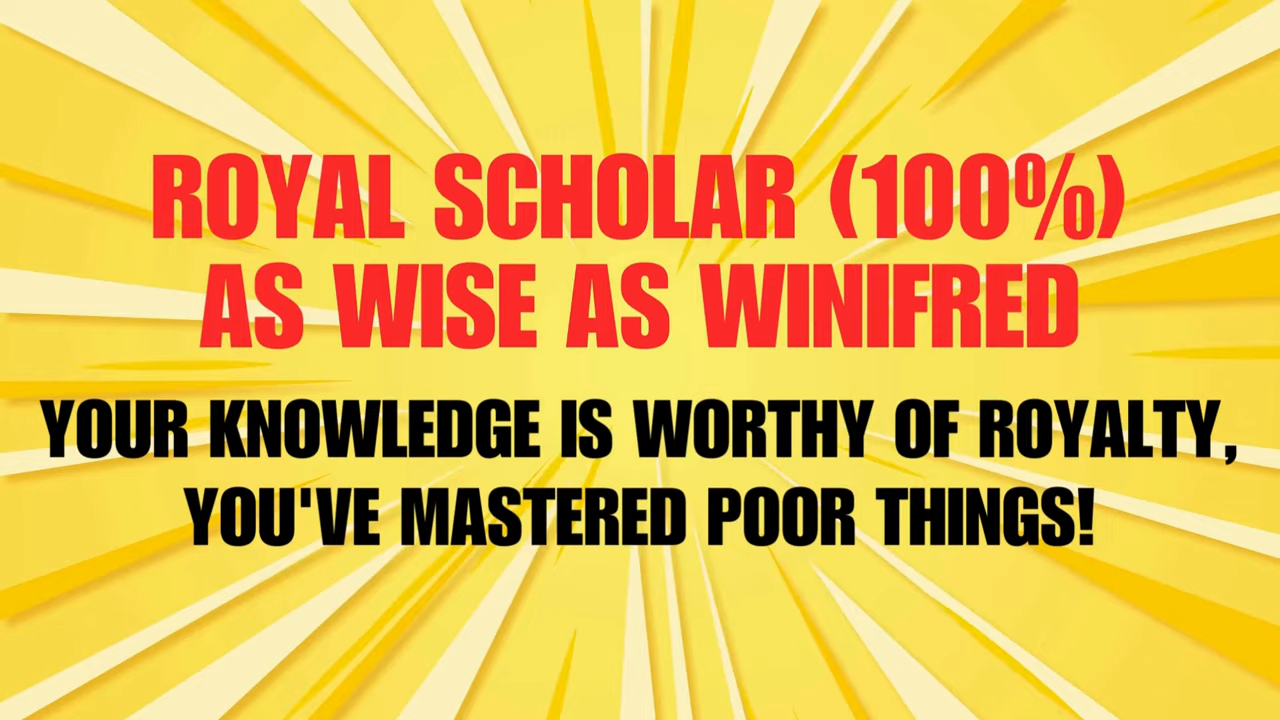 ROYAL SCHOLAR (100%)
AS WISE AS WINIFRED
YOUR KNOWLEDGE IS WORTHY OF ROYALTY,
YOU'VE MASTERED POOR THINGS!